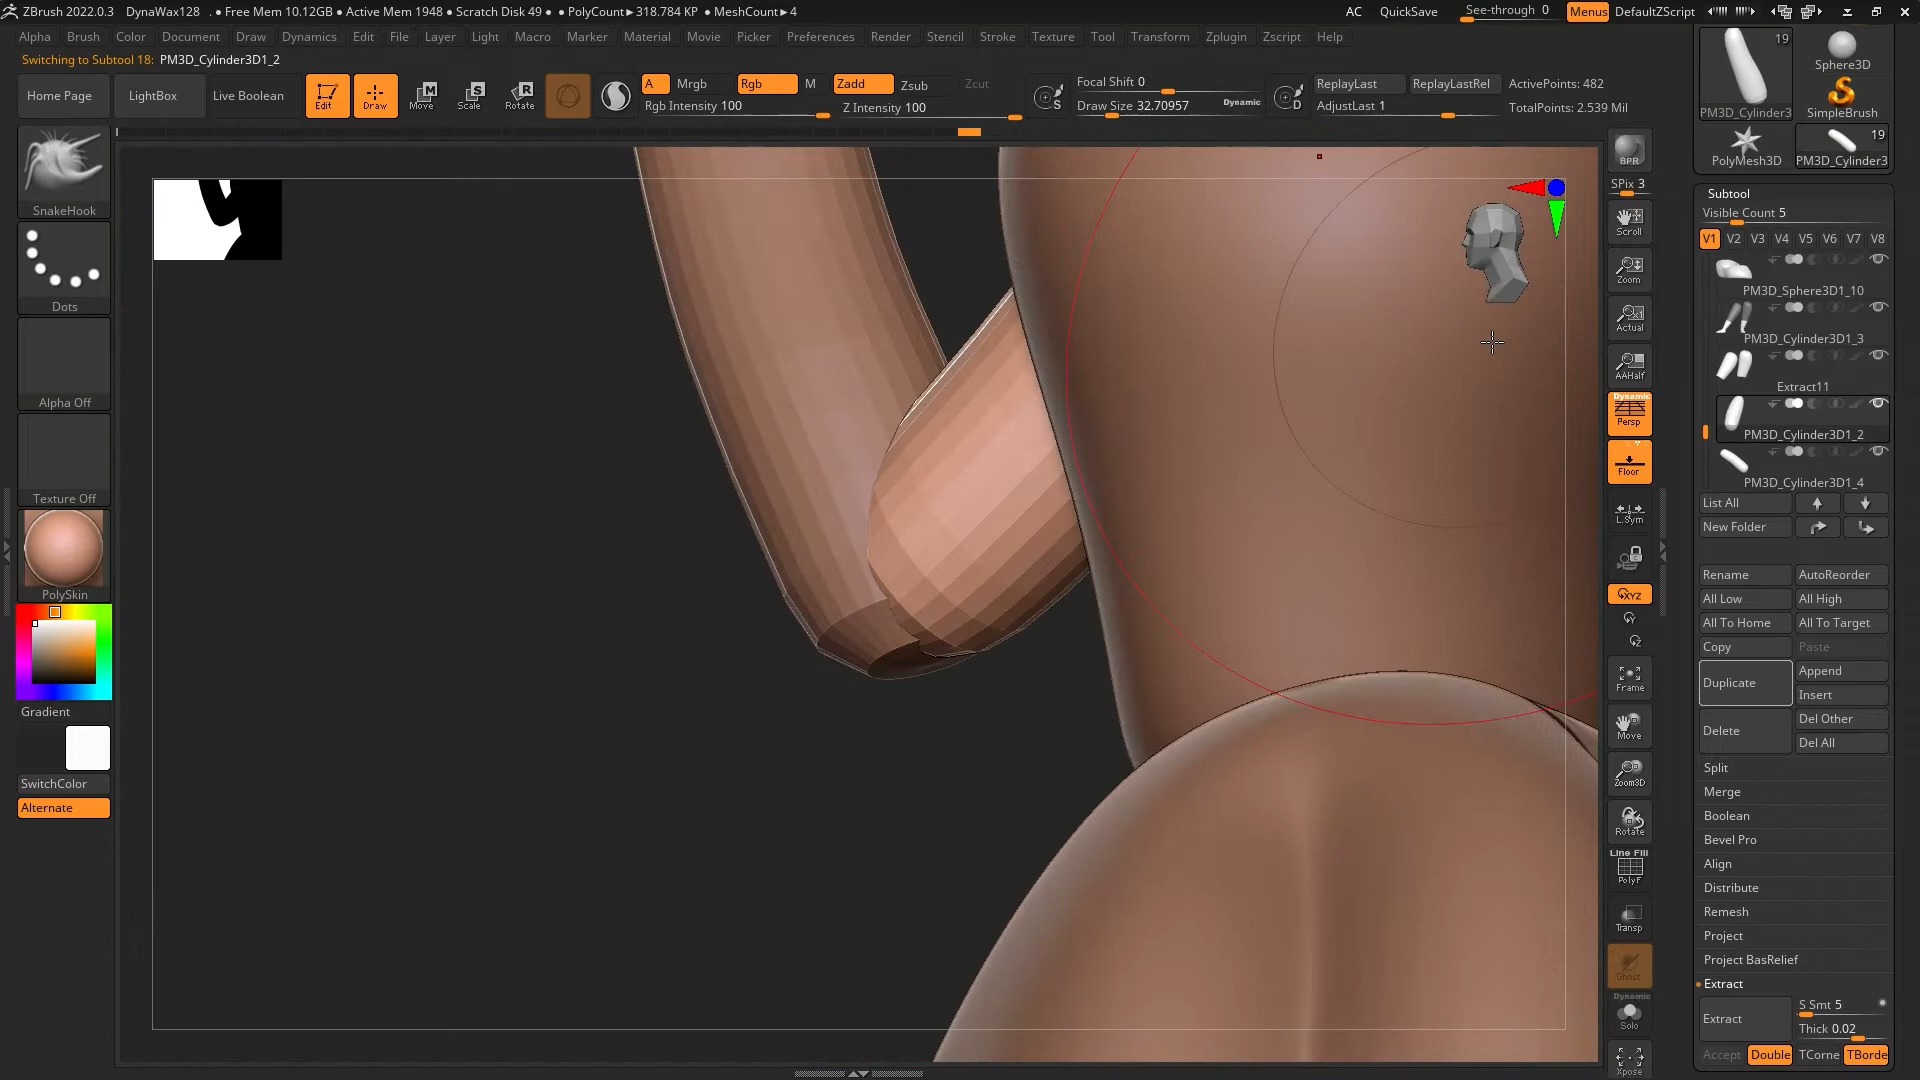 ZBrush 2022.0.3 DynaWax128 . • Free Mem 10.12GB • Active Mem 1948 • Scratch Disk 49 • • PolyCount▸318.784 KP • MeshCount▸4 AC QuickSave See-through 0 Menus DefaultZScript
Alpha Brush Color Document Draw Dynamics Edit File Layer Light Macro Marker Material Movie Picker Preferences Render Stencil Stroke Texture Tool Transform Zplugin Zscript Help
Switching to Subtool 18: PM3D_Cylinder3D1_2
Home Page LightBox Live Boolean Edit Draw Move Scale Rotate
A Mrgb Rgb M Zadd Zsub Zcut
Rgb Intensity 100 Z Intensity 100
S Focal Shift 0
Draw Size 32.70957 Dynamic
D ReplayLast ReplayLastRel ActivePoints: 482
AdjustLast 1 TotalPoints: 2.539 Mil
SnakeHook
Dots
Alpha Off
Texture Off
PolySkin
Gradient
SwitchColor
Alternate
BPR
SPix 3
Scroll
Zoom
Actual
AAHalf
Dynamic
Persp
Floor
L.Sym
XYZ
Frame
Move
Zoom3D
Rotate
Line Fill
PolyF
Transp
Ghost
Dynamic
Solo
Xpose
19
PM3D_Cylinder3
Sphere3D
SimpleBrush
PolyMesh3D
19
PM3D_Cylinder3
Subtool
Visible Count 5
V1 V2 V3 V4 V5 V6 V7 V8
PM3D_Sphere3D1_10
PM3D_Cylinder3D1_3
Extract11
PM3D_Cylinder3D1_2
PM3D_Cylinder3D1_4
List All
New Folder
Rename AutoReorder
All Low All High
All To Home All To Target
Copy Paste
Duplicate Append
Insert
Delete Del Other
Del All
Split
Merge
Boolean
Bevel Pro
Align
Distribute
Remesh
Project
Project BasRelief
Extract
Extract S Smt 5
Thick 0.02
Accept Double TCorne TBorde